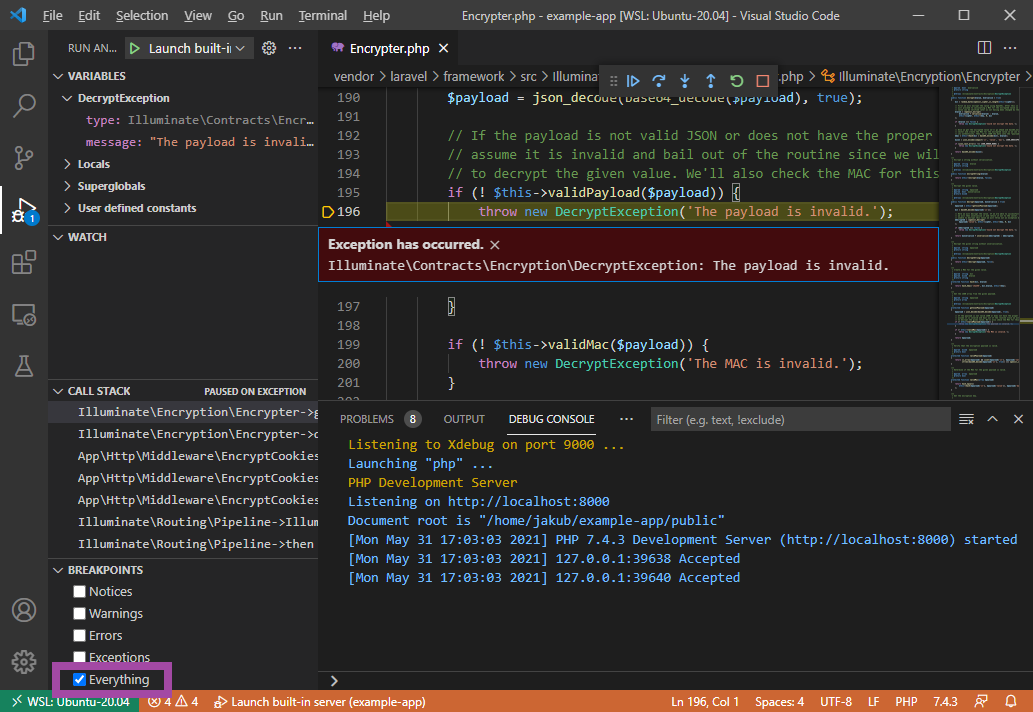 File Edit Selection View Go Run Terminal Help Encrypter.php - example-app [WSL: Ubuntu-20.04] - Visual Studio Code
RUN AN... Launch built-i
Encrypter.php
vendor > laravel > framework > src > Illuminat .php > Illuminate\Encryption\Encrypter >
VARIABLES
DecryptException
type: Illuminate\Contracts\Encr...
message: "The payload is invali...
Locals
Superglobals
User defined constants
1
WATCH
CALL STACK PAUSED ON EXCEPTION
Illuminate\Encryption\Encrypter->g
Illuminate\Encryption\Encrypter->d
App\Http\Middleware\EncryptCookies
App\Http\Middleware\EncryptCookies
App\Http\Middleware\EncryptCookies
Illuminate\Routing\Pipeline->Illum
Illuminate\Routing\Pipeline->then
BREAKPOINTS
Notices
Warnings
Errors
Exceptions
Everything
190 $payload = json_decode(base64_decode($payload), true);
191
192 // If the payload is not valid JSON or does not have the proper
193 // assume it is invalid and bail out of the routine since we wil
194 // to decrypt the given value. We'll also check the MAC for this
195 if (! $this->validPayload($payload)) {
196 throw new DecryptException('The payload is invalid.');
Exception has occurred.
Illuminate\Contracts\Encryption\DecryptException: The payload is invalid.
197 }
198
199 if (! $this->validMac($payload)) {
200 throw new DecryptException('The MAC is invalid.');
201 }
PROBLEMS 8 OUTPUT DEBUG CONSOLE ... Filter (e.g. text, !exclude)
Listening to Xdebug on port 9000 ...
Launching "php" ...
PHP Development Server
Listening on http://localhost:8000
Document root is "/home/jakub/example-app/public"
[Mon May 31 17:03:03 2021] PHP 7.4.3 Development Server (http://localhost:8000) started
[Mon May 31 17:03:03 2021] 127.0.0.1:39638 Accepted
[Mon May 31 17:03:03 2021] 127.0.0.1:39640 Accepted
WSL: Ubuntu-20.04 4 4 Launch built-in server (example-app) Ln 196, Col 1 Spaces: 4 UTF-8 LF PHP 7.4.3